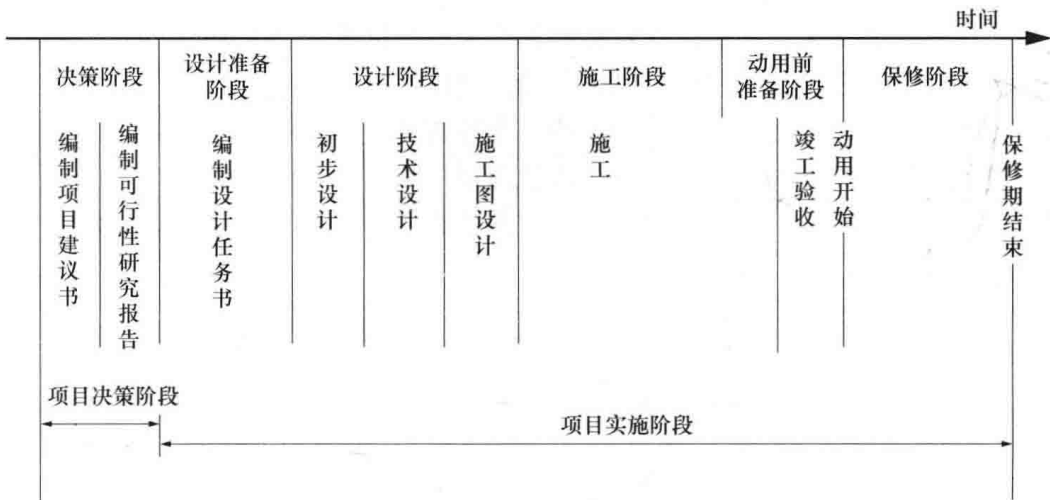 时间
决策阶段
设计准备
阶段
设计阶段
施工阶段
动用前
准备阶段
保修阶段
编制项目建议书
编制可行性研究报告
编制设计任务书
初步设计
技术设计
施工图设计
施工
竣工验收
动用开始
保修期结束
项目决策阶段
项目实施阶段